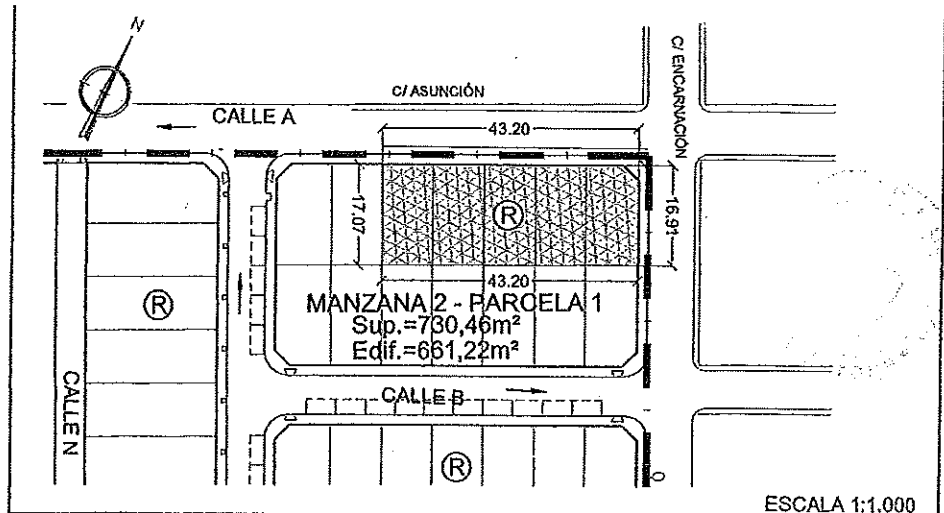 N
C/ ASUNCIÓN
C/ ENCARNACIÓN
CALLE A
43.20
17.07
R
16.91
43.20
MANZANA 2 - PARCELA 1
Sup.=730,46m²
Edif.=661,22m²
R
CALLE N
CALLE B
R
ESCALA 1:1.000